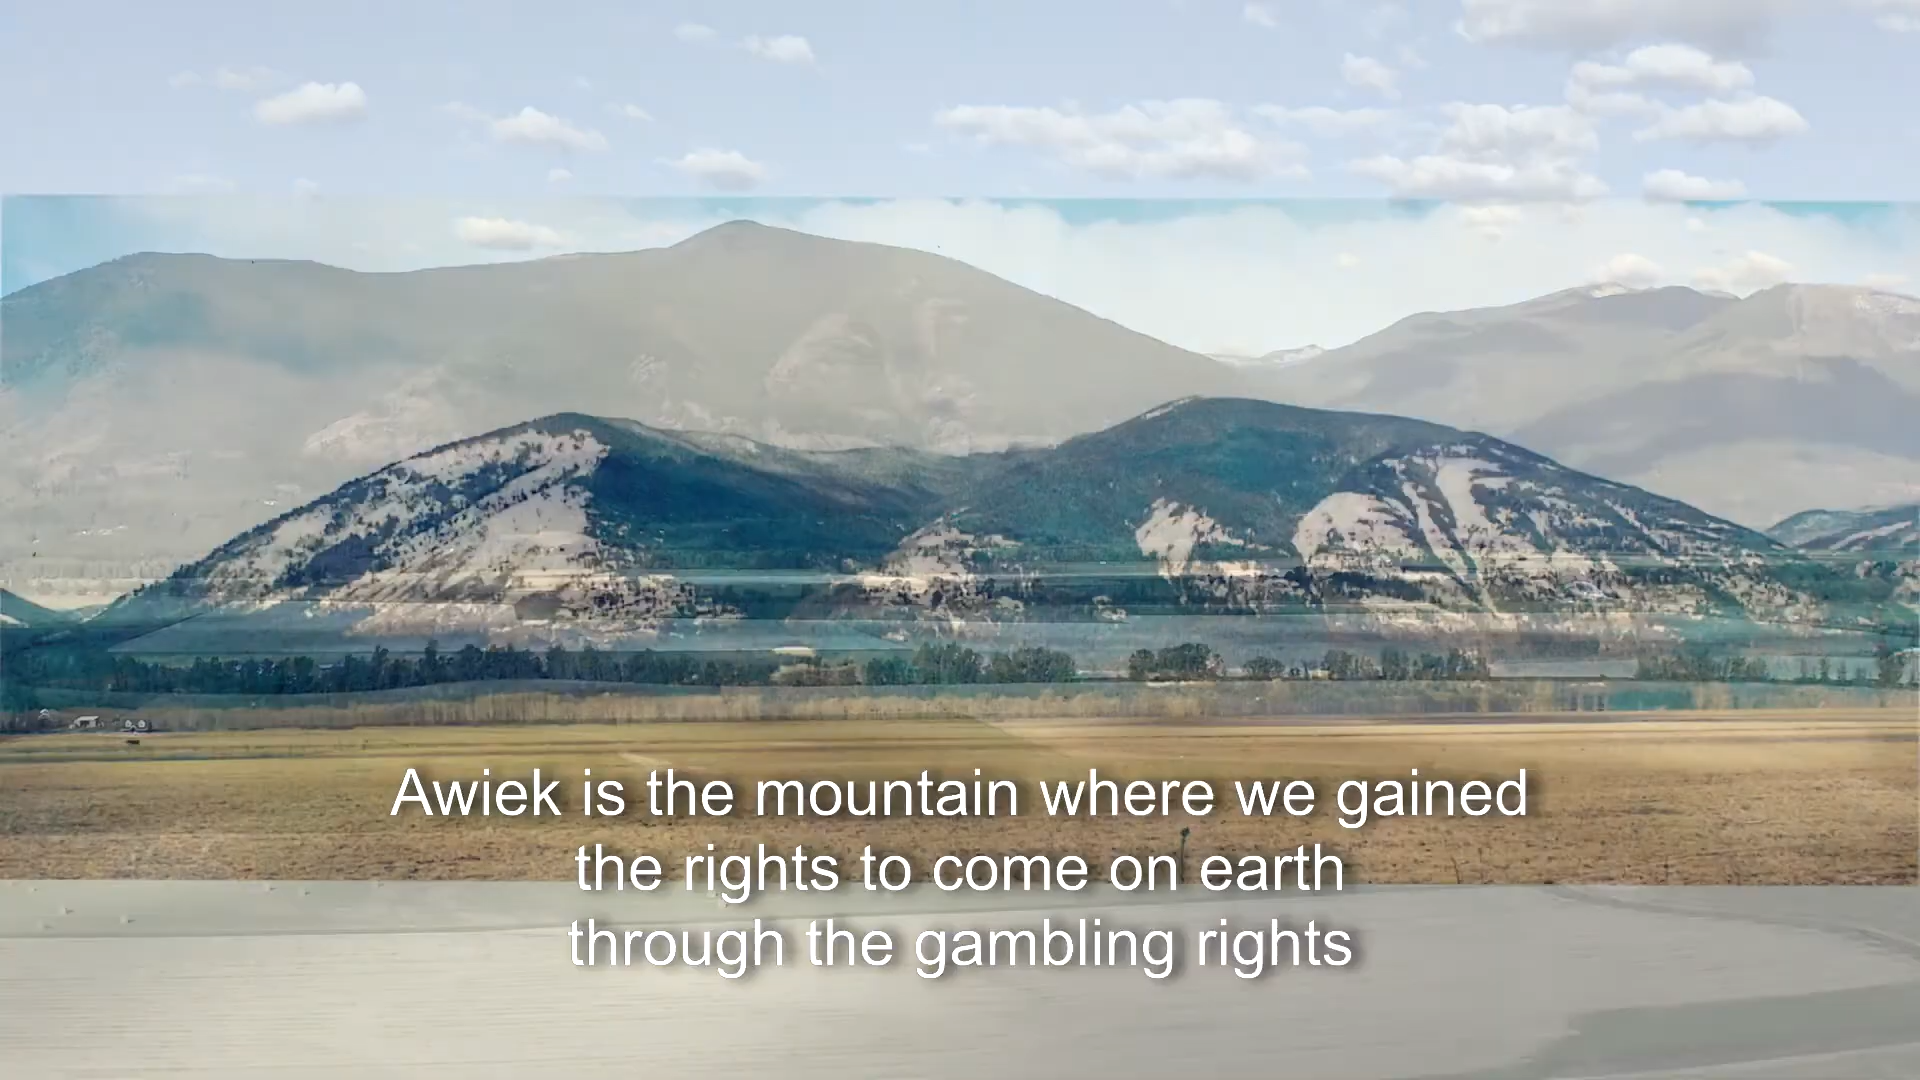 Awiek is the mountain where we gained
the rights to come on earth
through the gambling rights